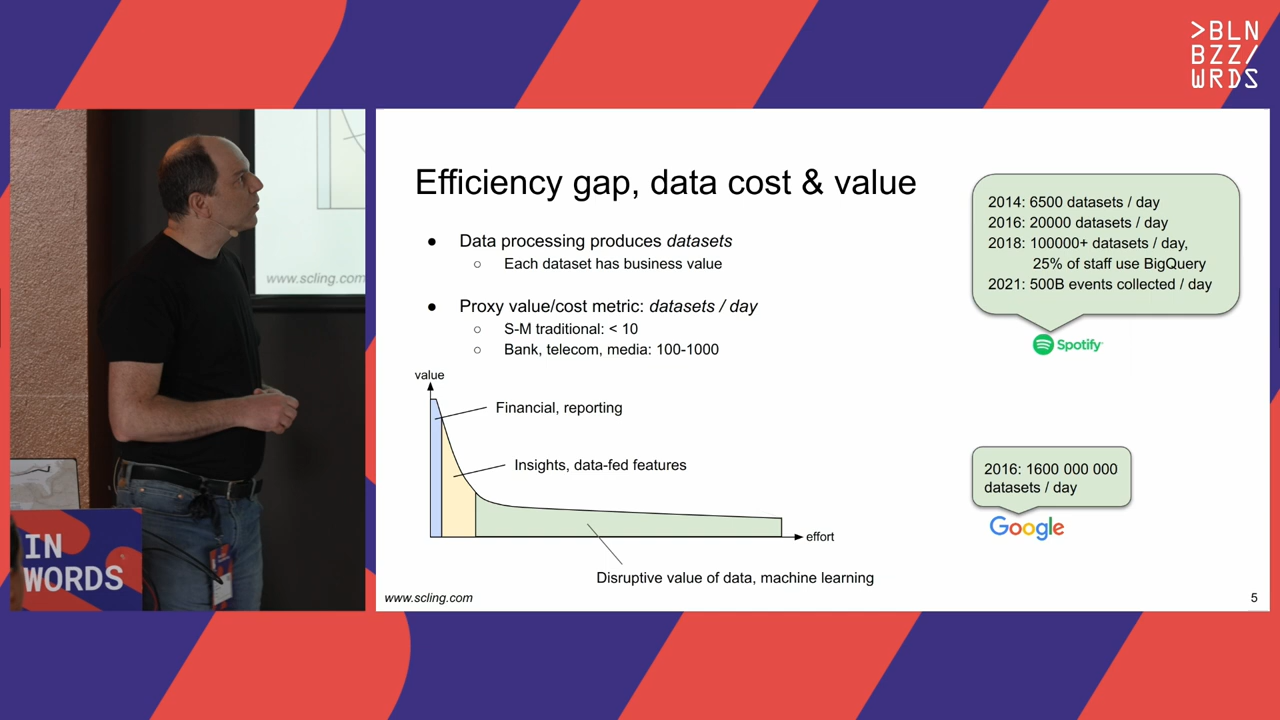 >BLN
BZZ/
WRDS
www.scling.com
IN
WORDS
Efficiency gap, data cost & value
● Data processing produces datasets
○ Each dataset has business value
● Proxy value/cost metric: datasets / day
○ S-M traditional: < 10
○ Bank, telecom, media: 100-1000
value
Financial, reporting
Insights, data-fed features
effort
Disruptive value of data, machine learning
2014: 6500 datasets / day
2016: 20000 datasets / day
2018: 100000+ datasets / day,
25% of staff use BigQuery
2021: 500B events collected / day
Spotify
2016: 1600 000 000
datasets / day
Google
www.scling.com
5